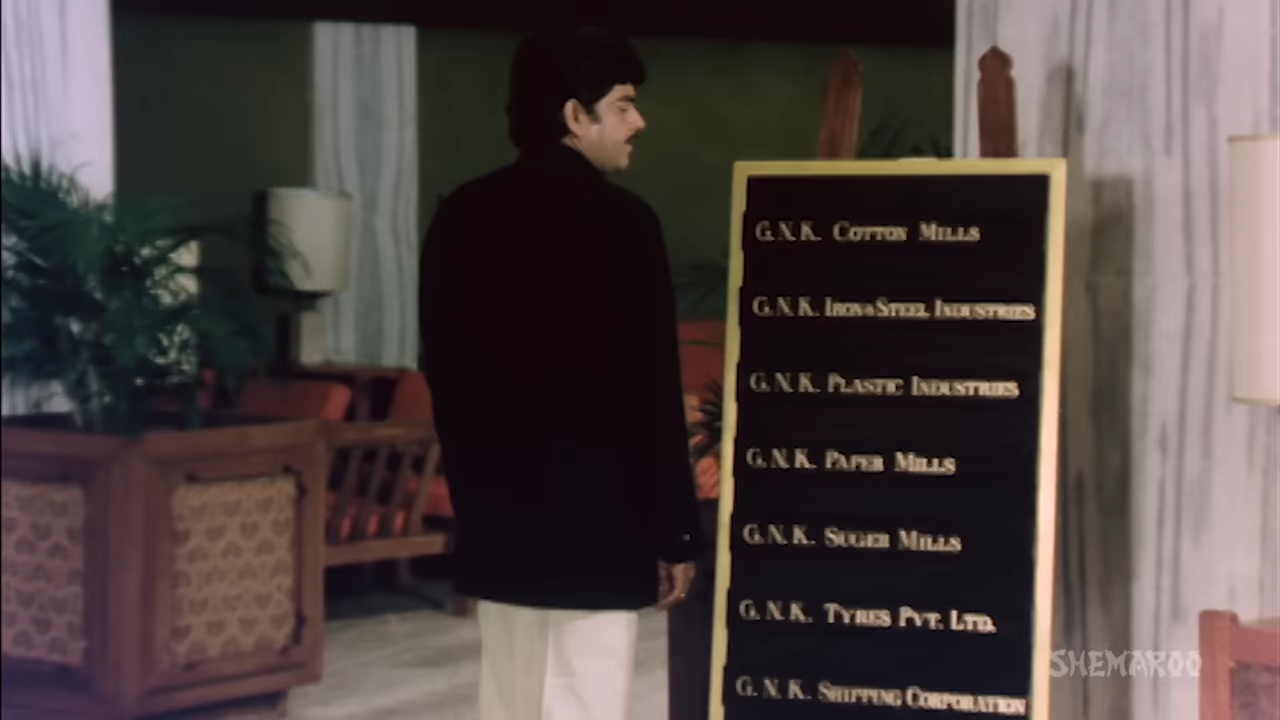 G. N. K. COTTON MILLS
G. N. K. IRON & STEEL INDUSTRIES
G. N. K. PLASTIC INDUSTRIES
G. N. K. PAPER MILLS
G. N. K. SUGER MILLS
G. N. K. TYRES PVT. LTD.
G. N. K. SHIPPING CORPORATION
SHEMAROO